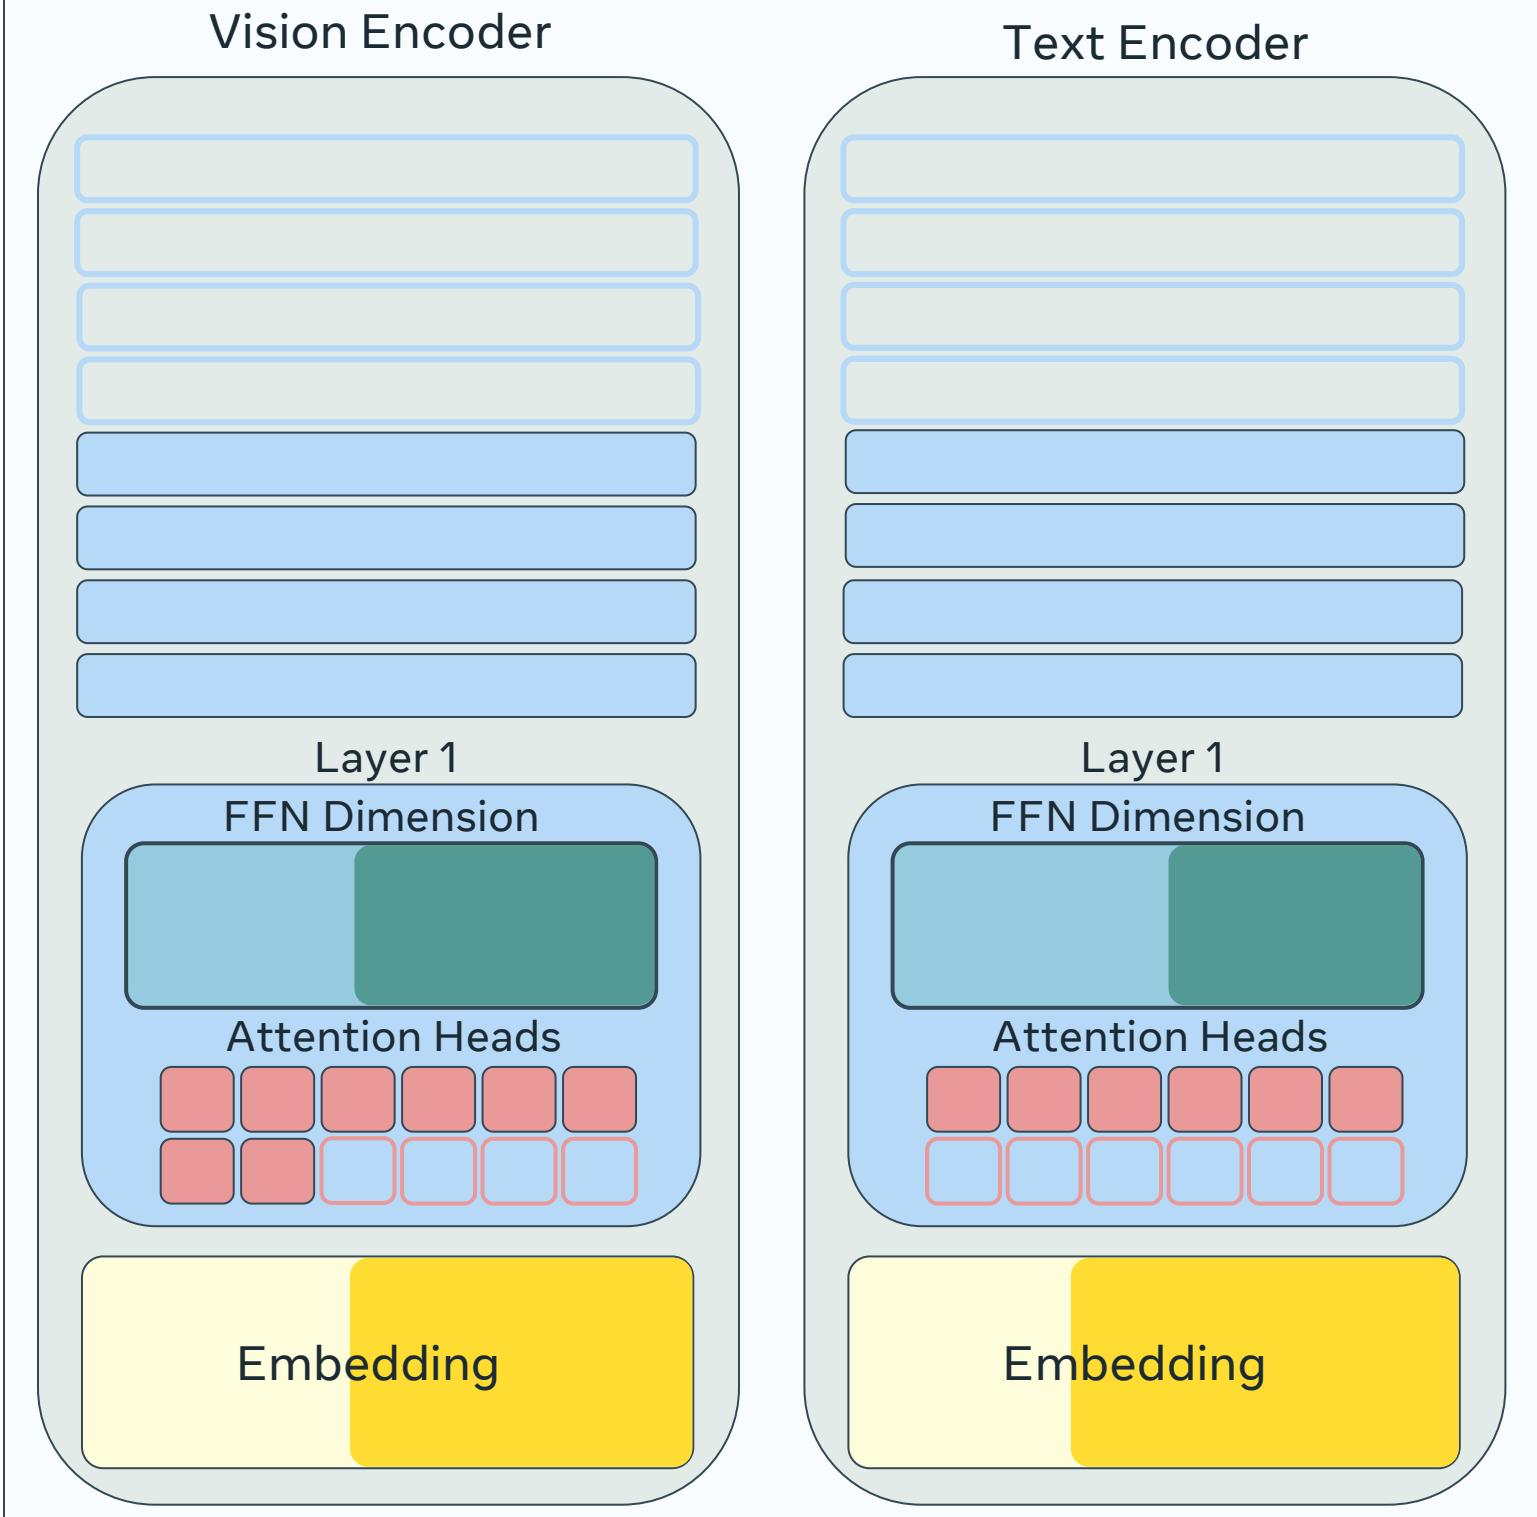 Vision Encoder
Layer 1
FFN Dimension
Attention Heads
Embedding
Text Encoder
Layer 1
FFN Dimension
Attention Heads
Embedding